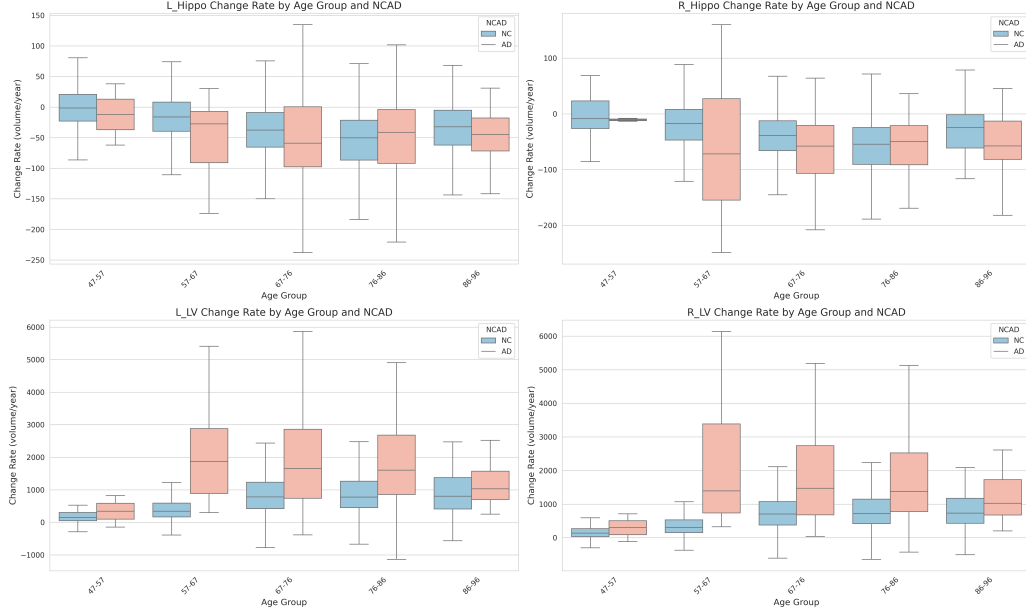 L_Hippo Change Rate by Age Group and NCAD
NCAD
NC
AD
150
100
50
0
−50
−100
−150
−200
−250
Change Rate (volume/year)
47-57
57-67
67-76
76-86
86-96
Age Group
R_Hippo Change Rate by Age Group and NCAD
NCAD
NC
AD
100
0
−100
−200
Change Rate (volume/year)
47-57
57-67
67-76
76-86
86-96
Age Group
L_LV Change Rate by Age Group and NCAD
NCAD
NC
AD
6000
5000
4000
3000
2000
1000
0
−1000
Change Rate (volume/year)
47-57
57-67
67-76
76-86
86-96
Age Group
R_LV Change Rate by Age Group and NCAD
NCAD
NC
AD
6000
5000
4000
3000
2000
1000
0
Change Rate (volume/year)
47-57
57-67
67-76
76-86
86-96
Age Group